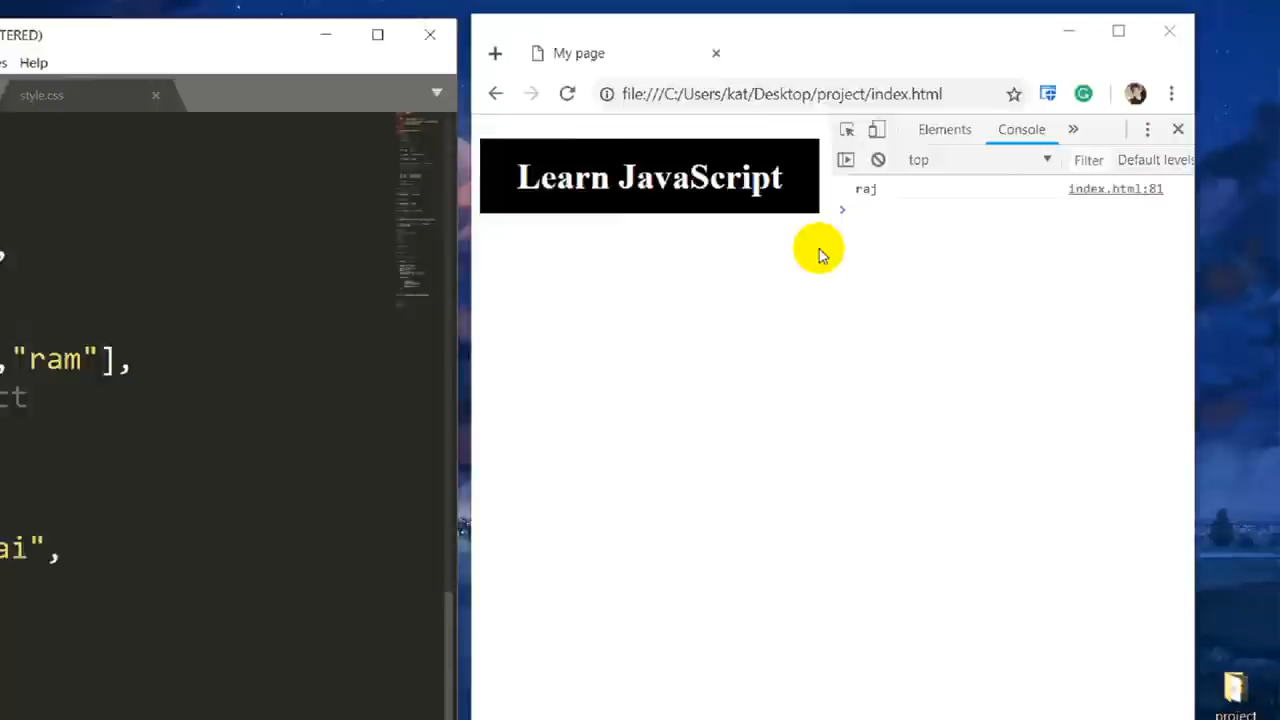 TERED)
s Help
style.css
,
,"ram"],
ct
ai",
My page
file:///C:/Users/kat/Desktop/project/index.html
Elements Console »
top Filter Default levels
Learn JavaScript
raj index.html:81
>
project